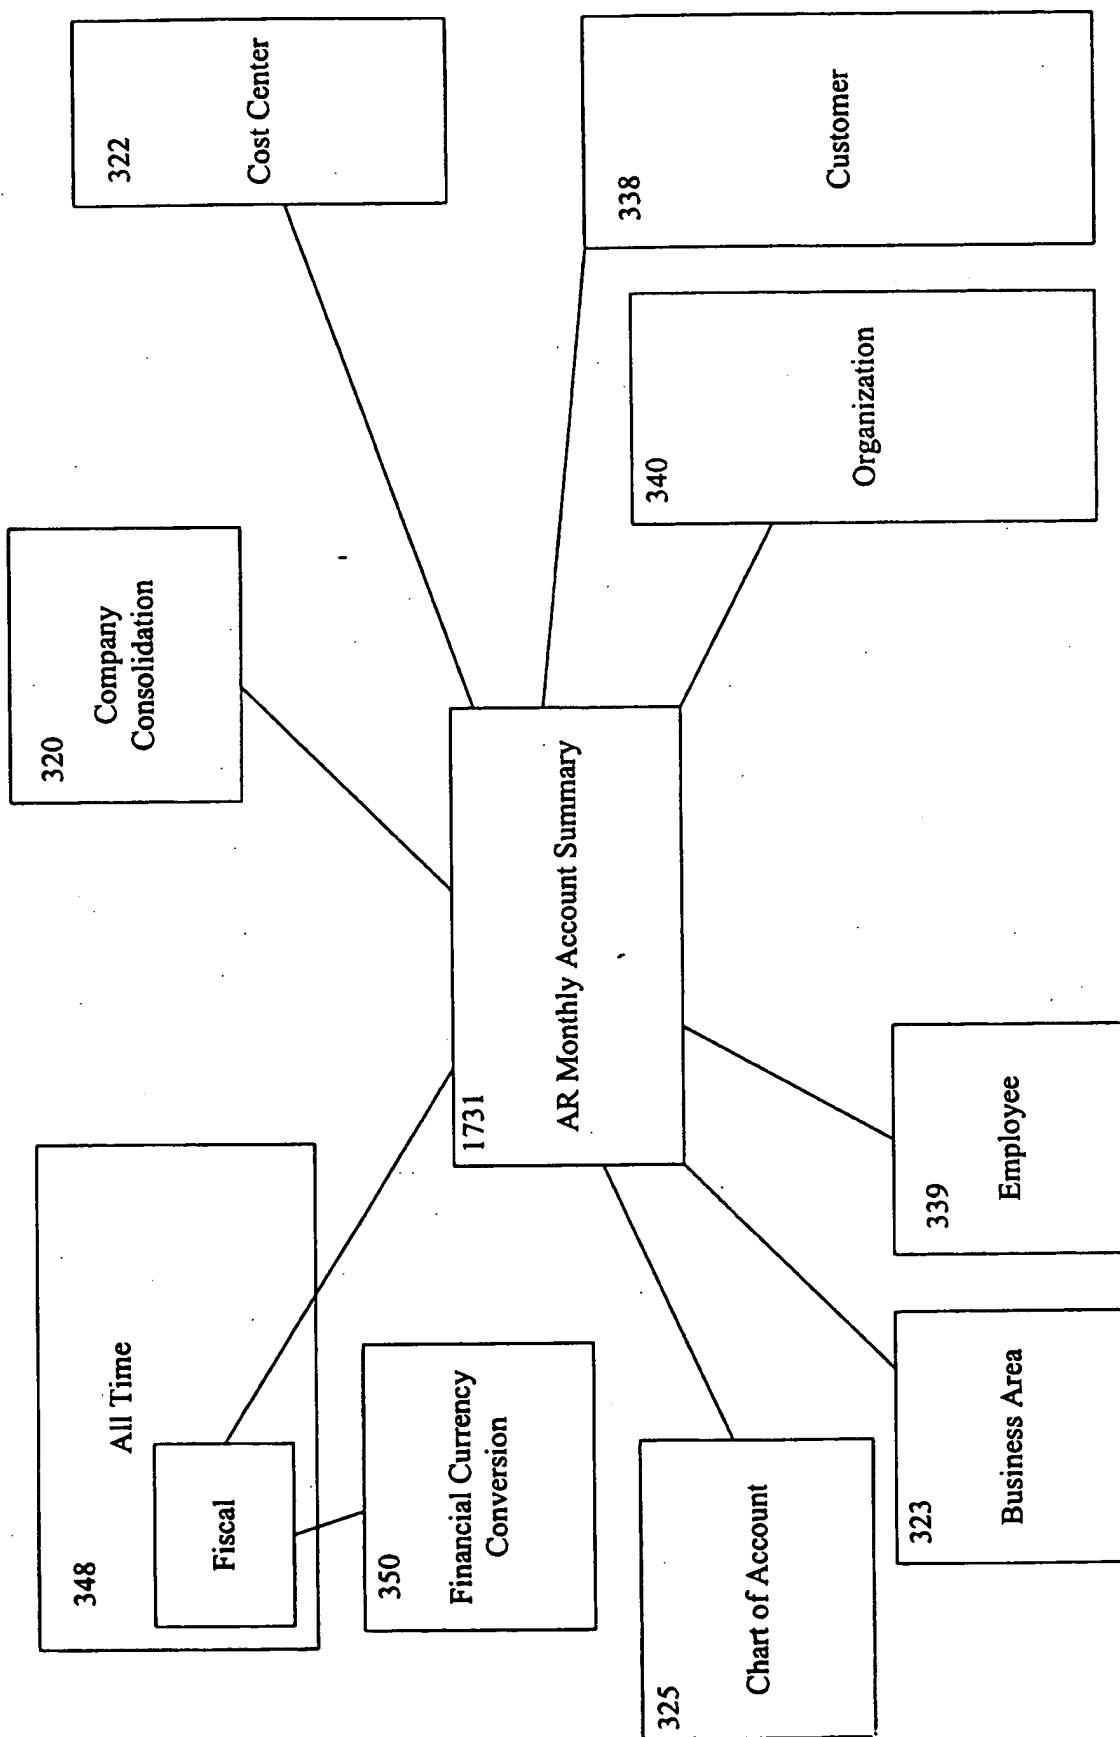 348
All Time
Fiscal
320
Company
Consolidation
322
Cost Center
350
Financial Currency
Conversion
1731
AR Monthly Account Summary
338
Customer
340
Organization
325
Chart of Account
323
Business Area
339
Employee